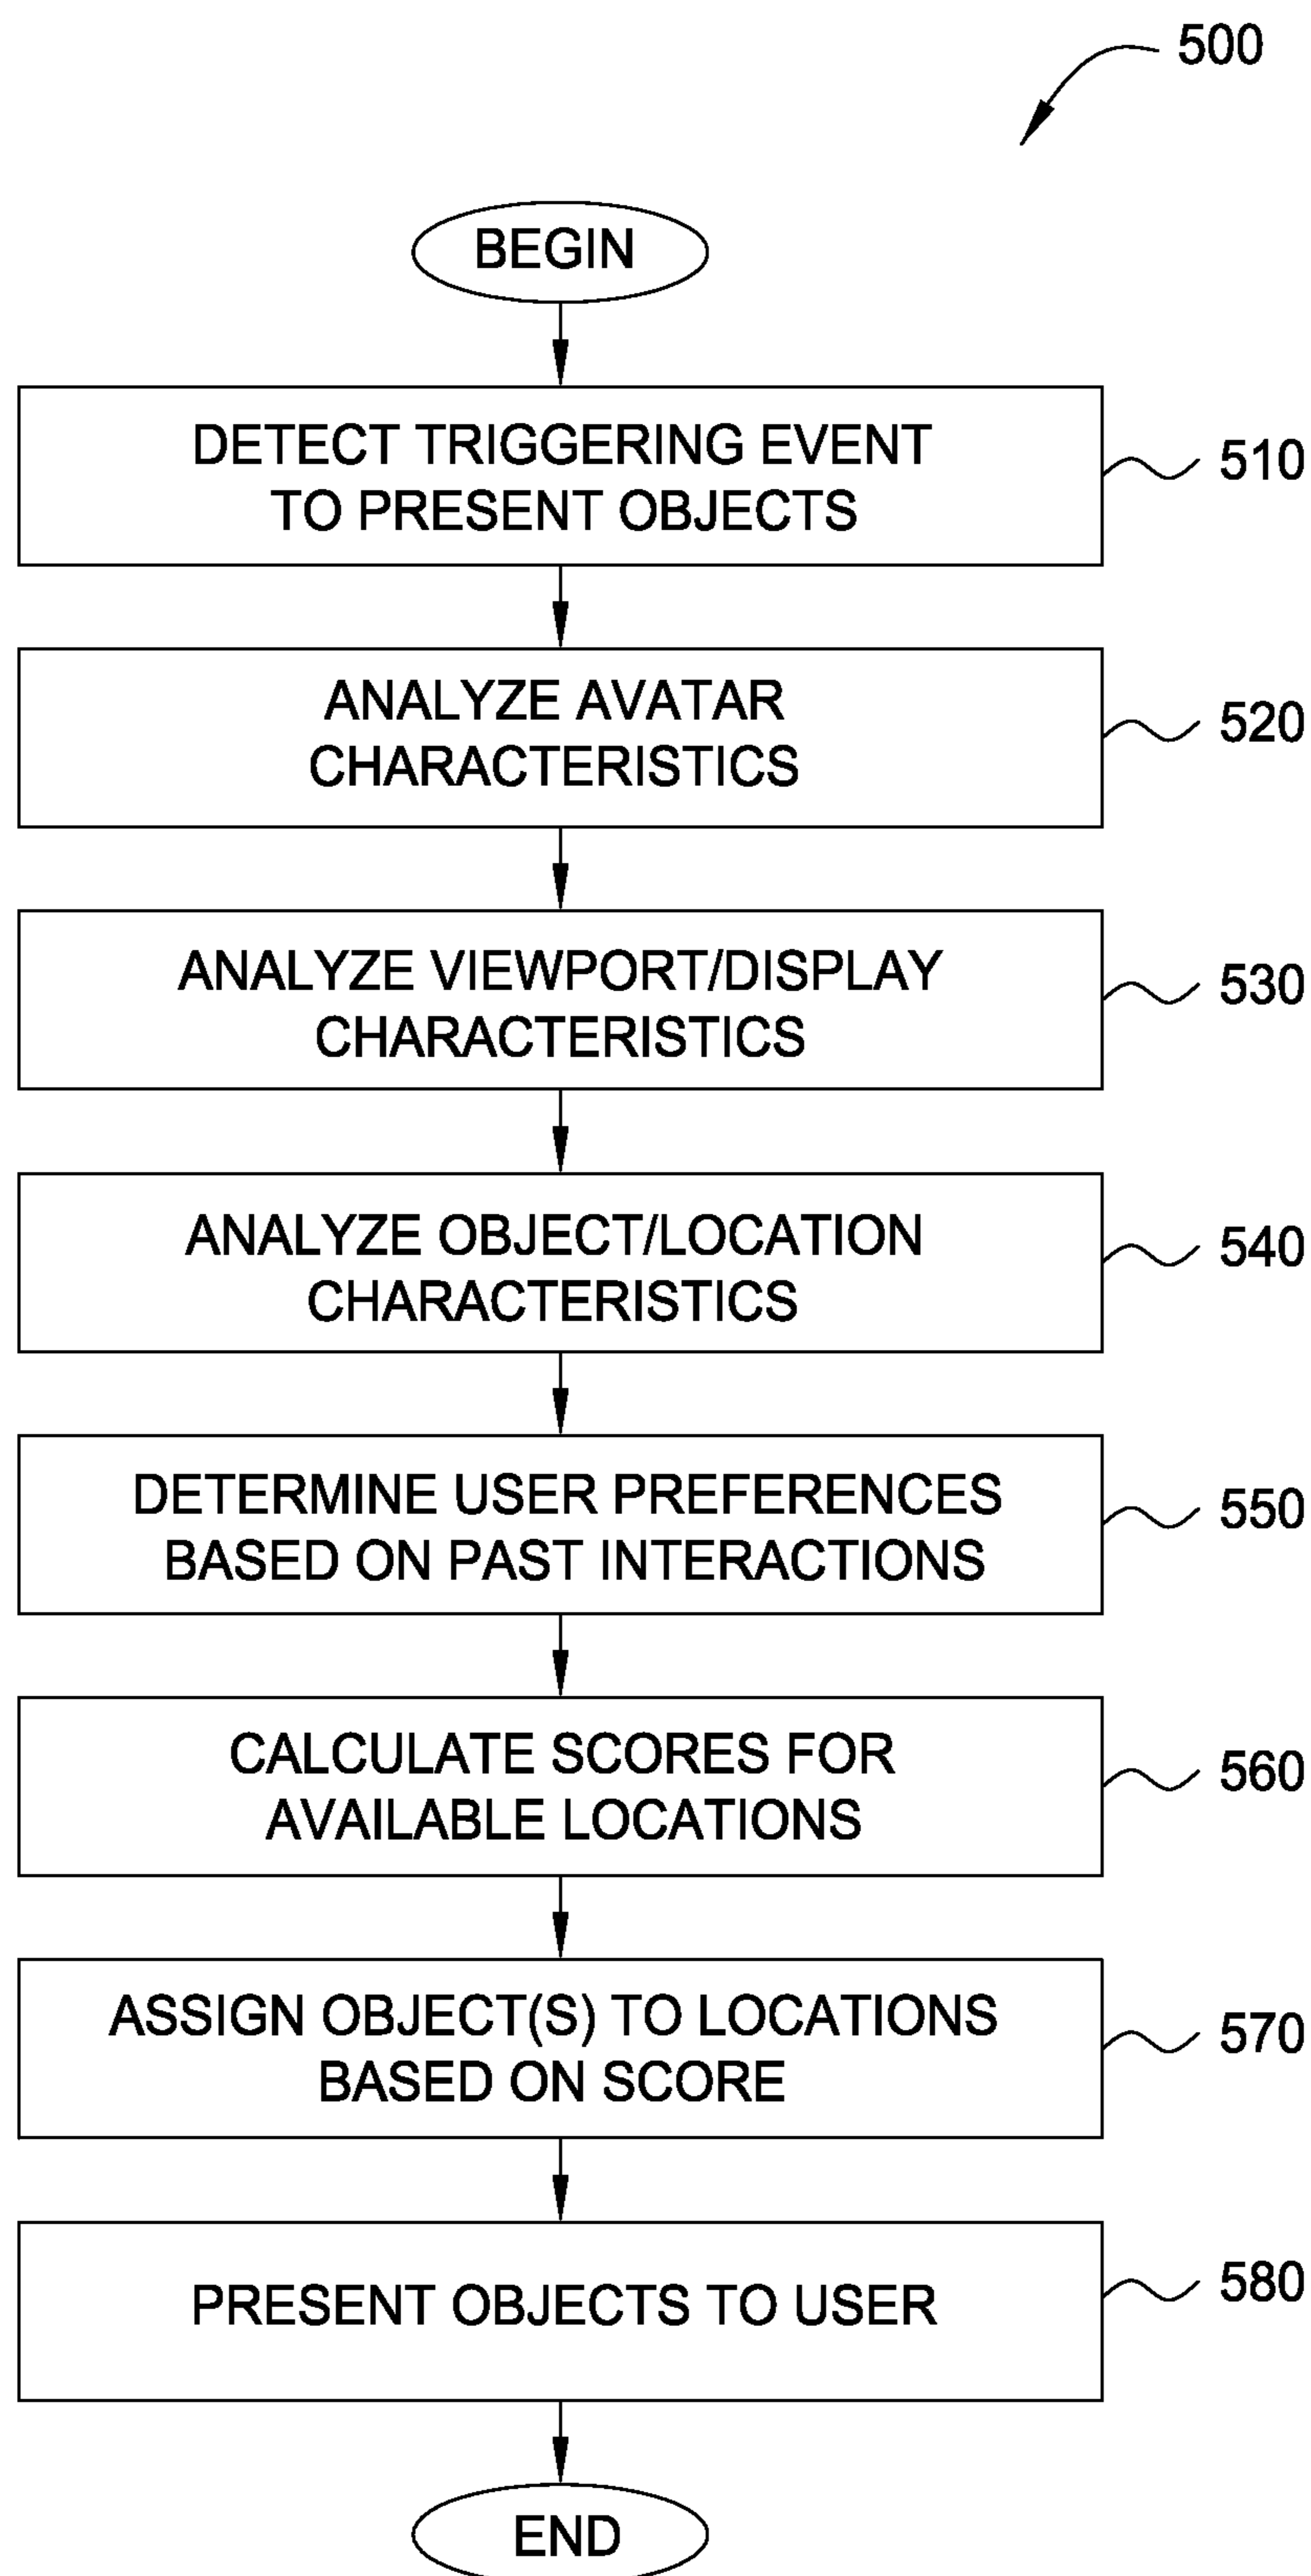 500
BEGIN
DETECT TRIGGERING EVENT
TO PRESENT OBJECTS
510
ANALYZE AVATAR
CHARACTERISTICS
520
ANALYZE VIEWPORT/DISPLAY
CHARACTERISTICS
530
ANALYZE OBJECT/LOCATION
CHARACTERISTICS
540
DETERMINE USER PREFERENCES
BASED ON PAST INTERACTIONS
550
CALCULATE SCORES FOR
AVAILABLE LOCATIONS
560
ASSIGN OBJECT(S) TO LOCATIONS
BASED ON SCORE
570
PRESENT OBJECTS TO USER
580
END